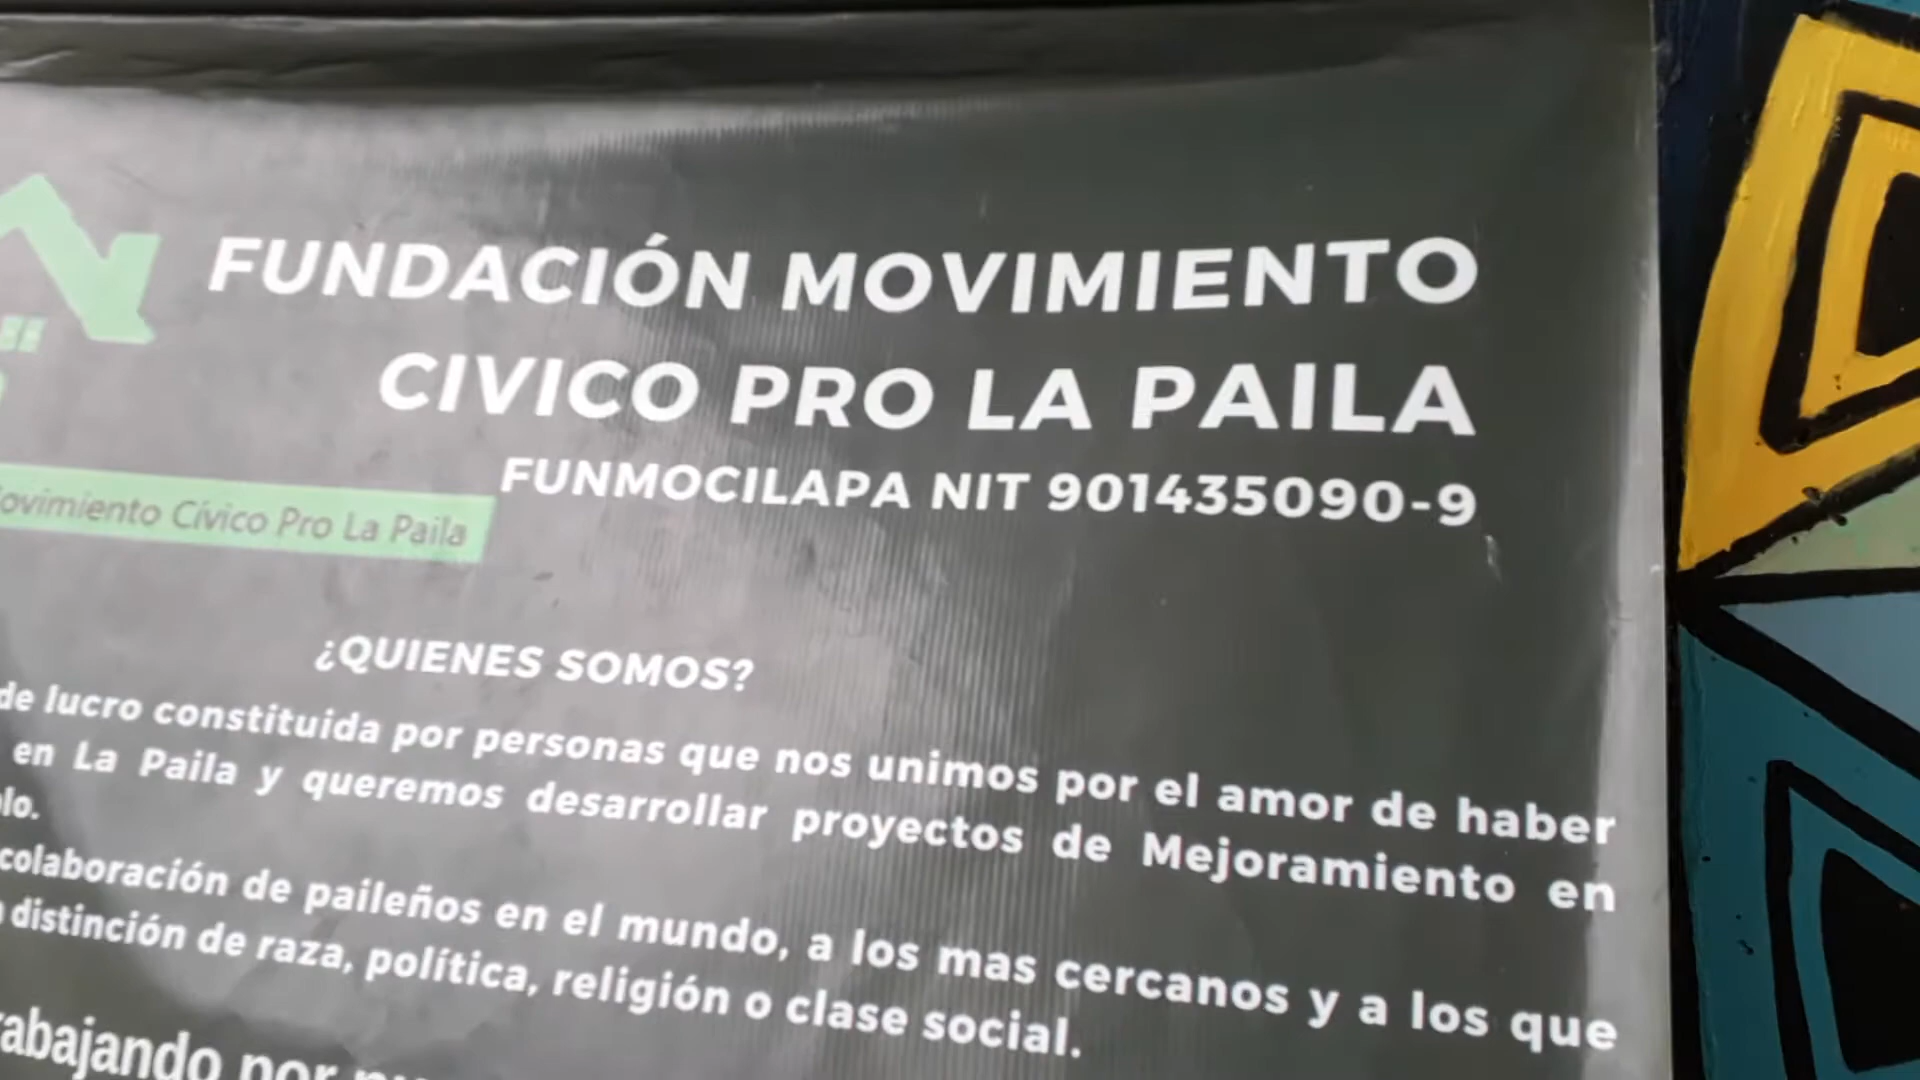 FUNDACIÓN MOVIMIENTO
CIVICO PRO LA PAILA
FUNMOCILAPA NIT 901435090-9
Cívico Pro La Paila
¿QUIENES SOMOS?
de lucro constituida por personas que nos unimos por el amor de haber
en La Paila y queremos desarrollar proyectos de Mejoramiento en
colaboración de paileños en el mundo, a los mas cercanos y a los que
distinción de raza, política, religión o clase social.
por